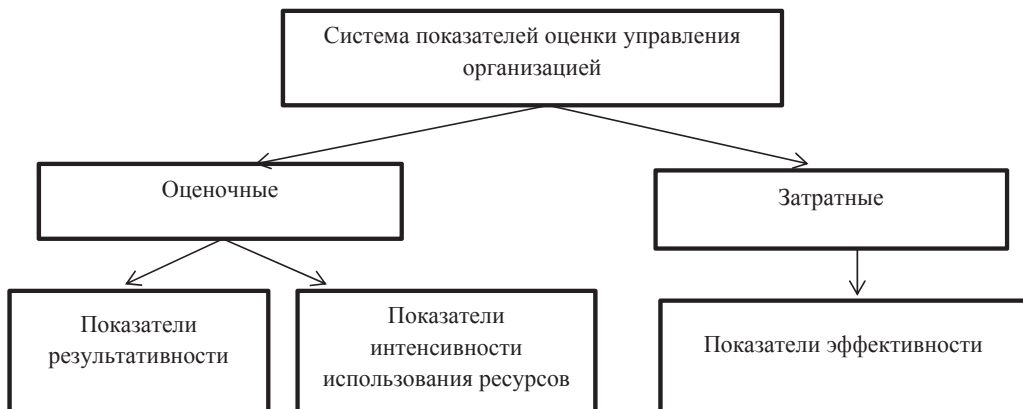 Система показателей оценки управления
организацией
Оценочные
Затратные
Показатели
результативности
Показатели
интенсивности
использования ресурсов
Показатели эффективности